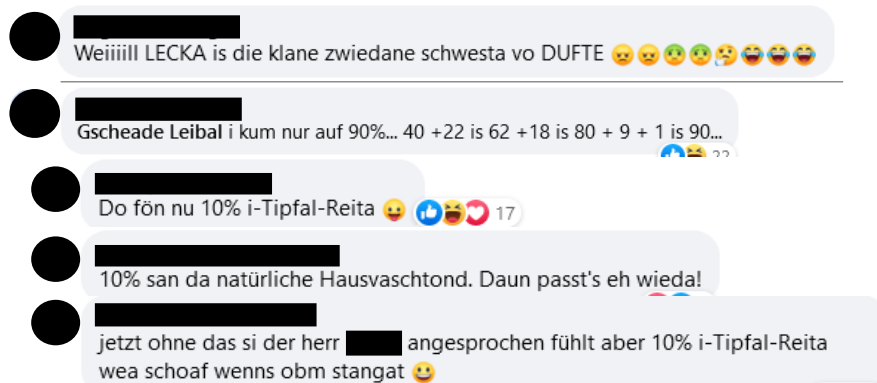 Weiiiill LECKA is die klane zwiedane schwesta vo DUFTE 😠😠🤢🤢🤧😂😂😂
Gscheade Leibal i kum nur auf 90%... 40 +22 is 62 +18 is 80 + 9 + 1 is 90...
22
Do fön nu 10% i-Tipfal-Reita 😛 17
10% san da natürliche Hausvaschtond. Daun passt's eh wieda!
jetzt ohne das si der herr angesprochen fühlt aber 10% i-Tipfal-Reita
wea schoaf wenns obm stangat 😀